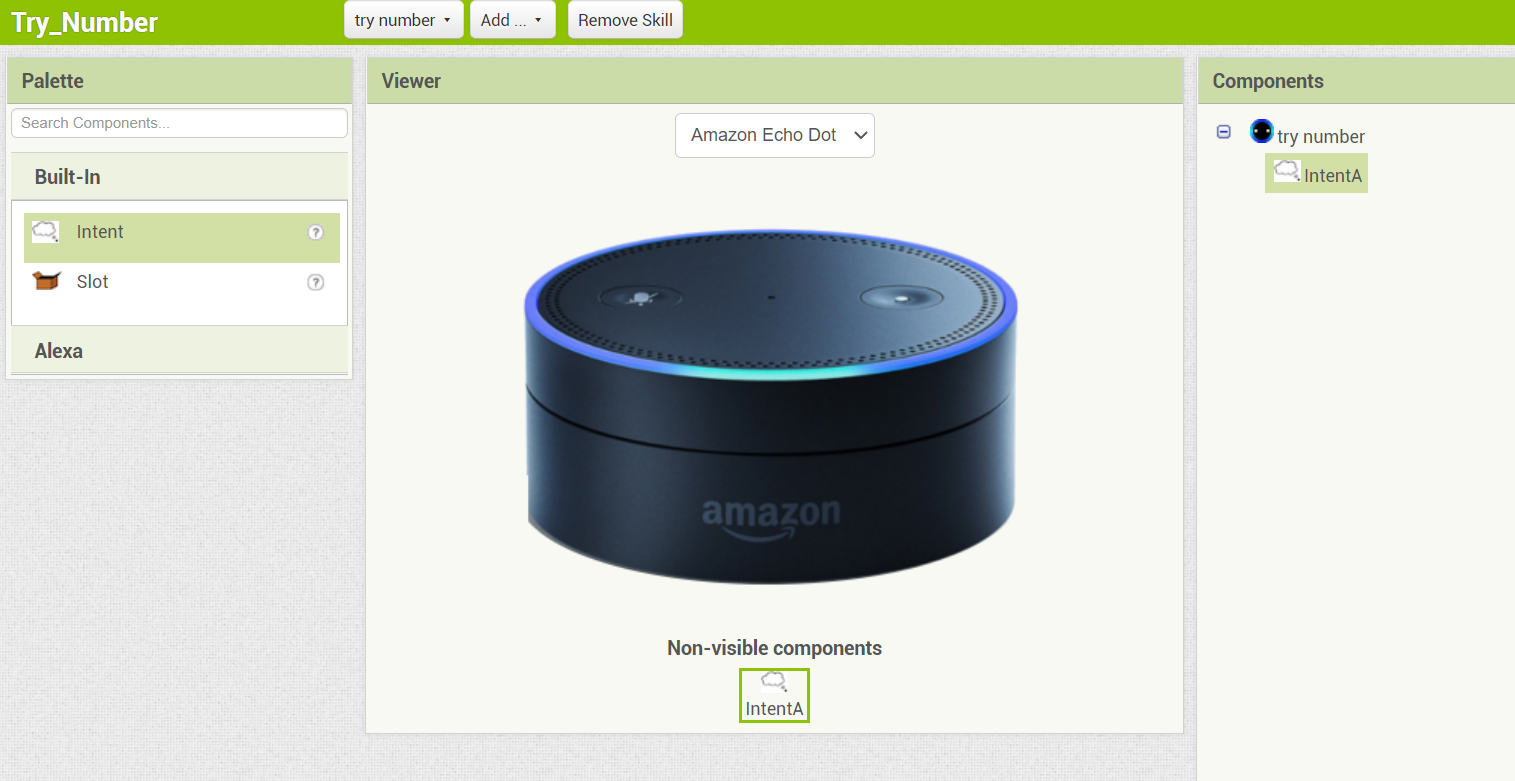 Try_Number
try number
Add ...
Remove Skill
Palette
Search Components...
Built-In
Intent
?
Slot
?
Alexa
Viewer
Amazon Echo Dot
amazon
Non-visible components
IntentA
Components
try number
IntentA